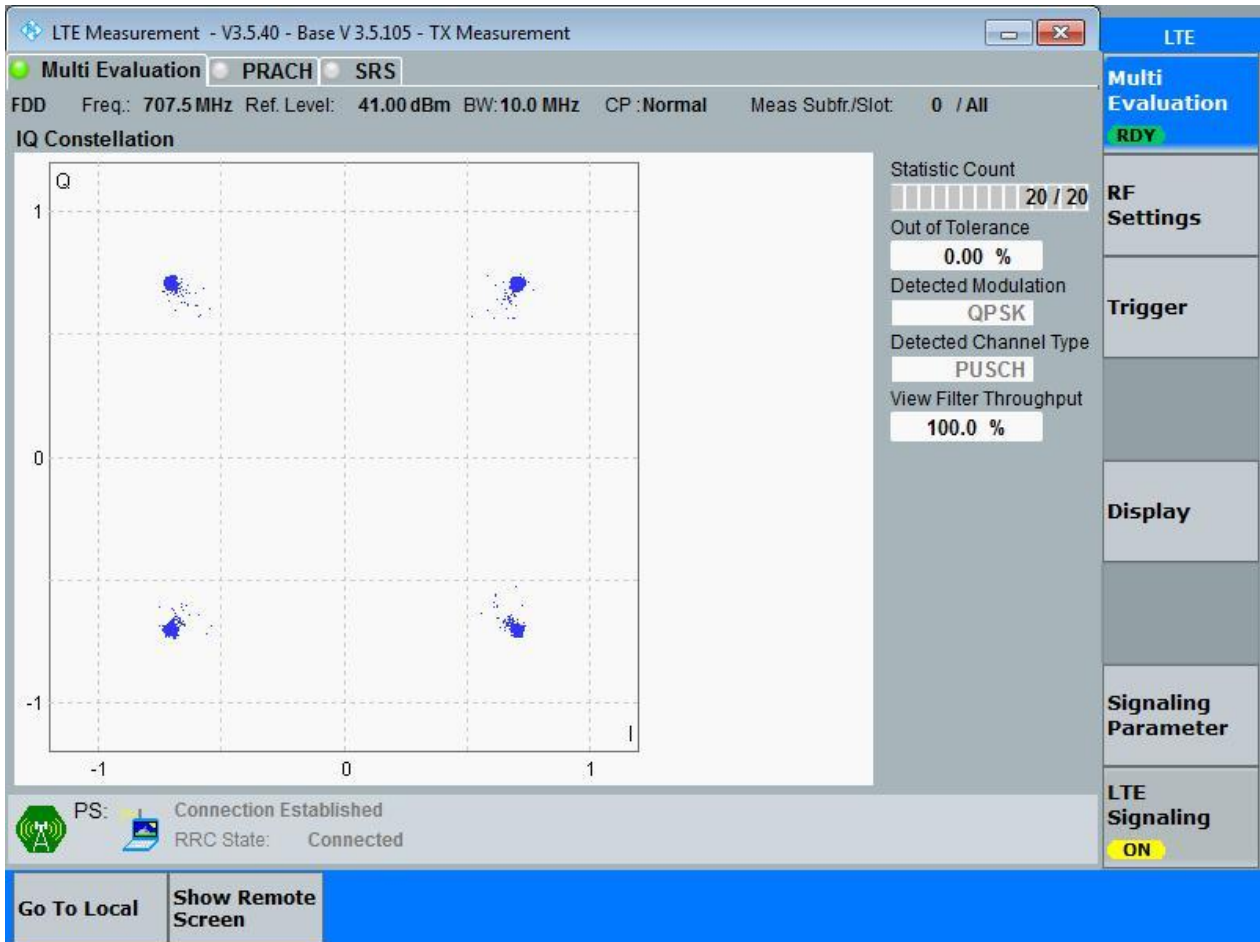 LTE Measurement - V3.5.40 - Base V 3.5.105 - TX Measurement
LTE
Multi Evaluation PRACH SRS
FDD Freq.: 707.5 MHz Ref. Level: 41.00 dBm BW: 10.0 MHz CP : Normal Meas Subfr./Slot: 0 / All
IQ Constellation
Q
1
0
-1
I
-1 0 1
Statistic Count
20 / 20
Out of Tolerance
0.00 %
Detected Modulation
QPSK
Detected Channel Type
PUSCH
View Filter Throughput
100.0 %
Multi
Evaluation
RDY
RF
Settings
Trigger
Display
Signaling
Parameter
LTE
Signaling
ON
PS: Connection Established
RRC State: Connected
Go To Local
Show Remote
Screen